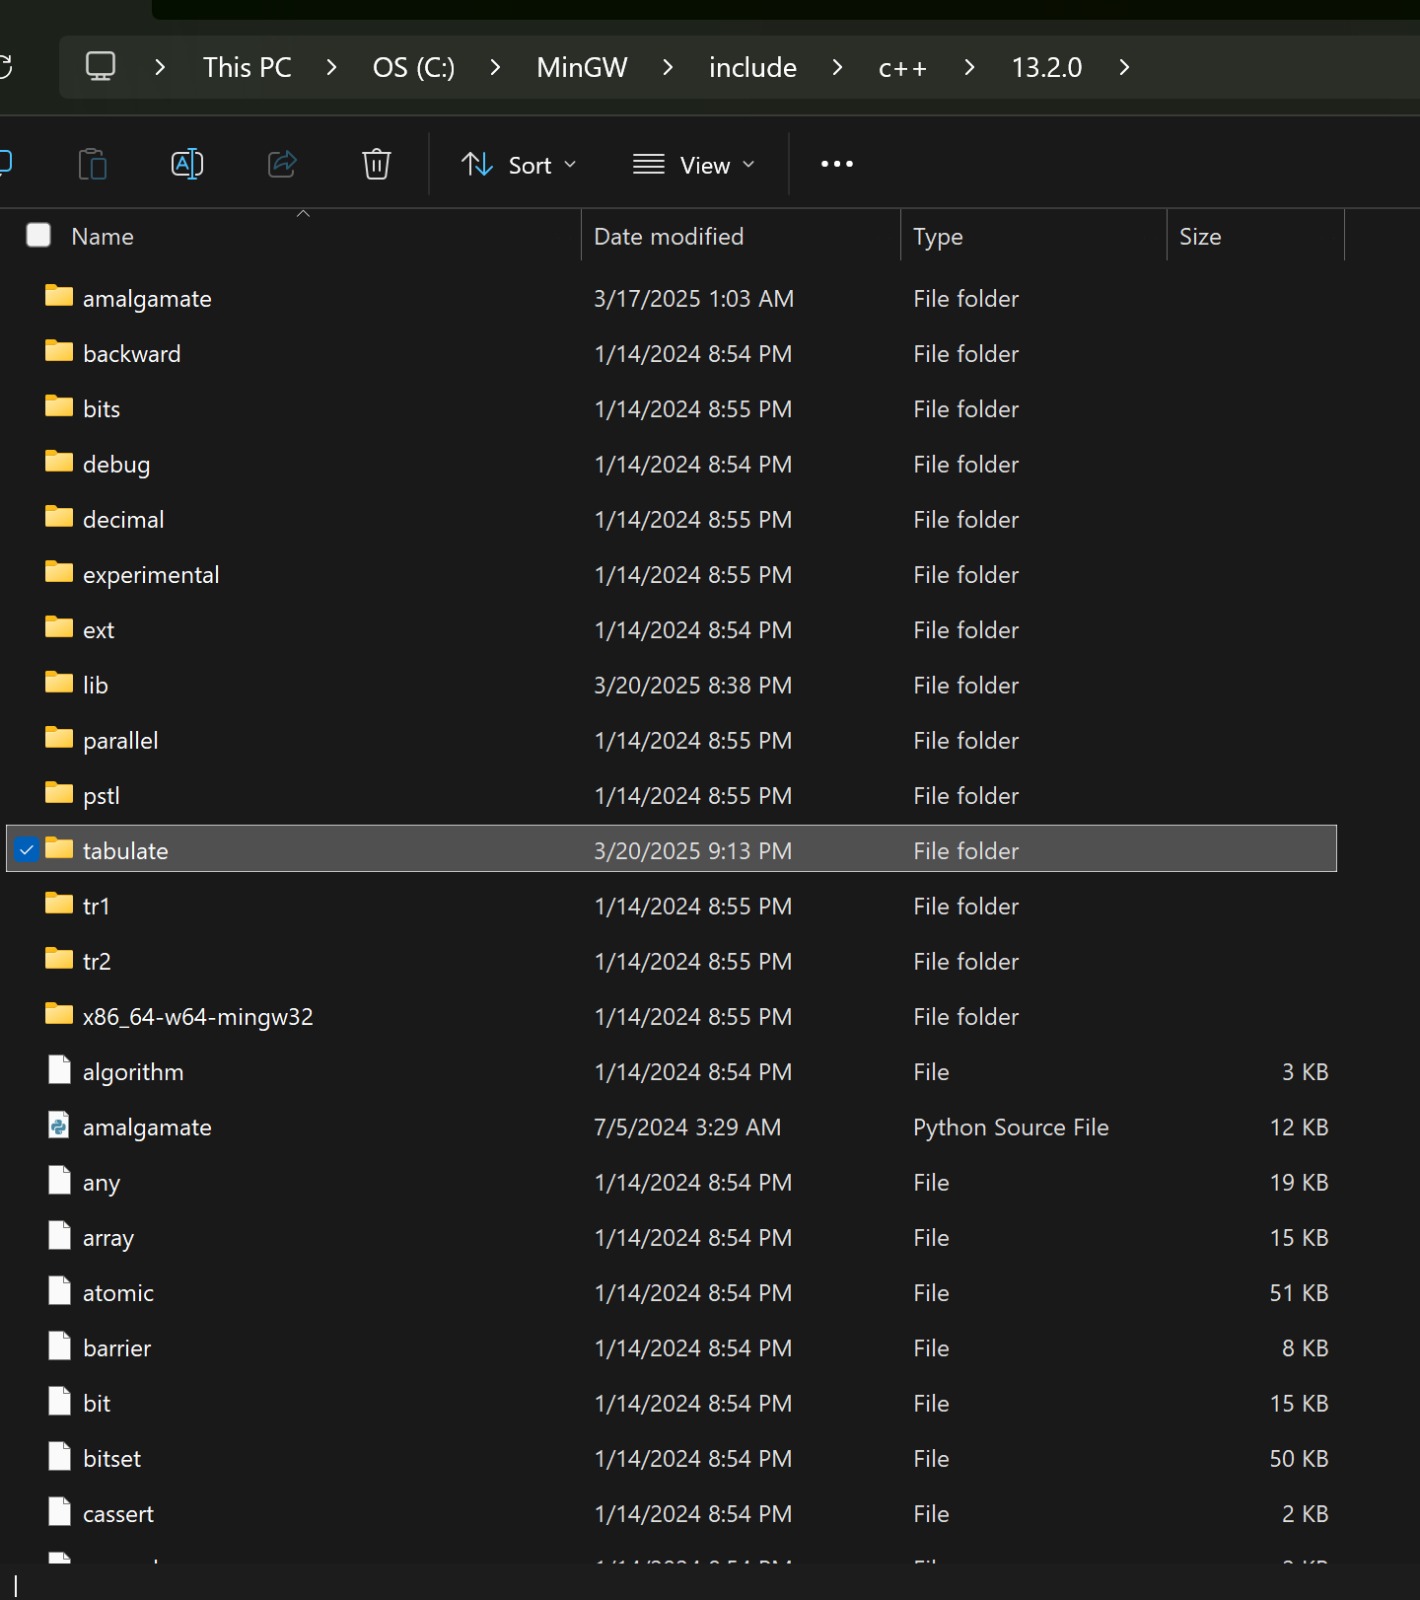 This PC OS (C:) MinGW include c++ 13.2.0
A Sort View
Name Date modified Type Size
amalgamate 3/17/2025 1:03 AM File folder
backward 1/14/2024 8:54 PM File folder
bits 1/14/2024 8:55 PM File folder
debug 1/14/2024 8:54 PM File folder
decimal 1/14/2024 8:55 PM File folder
experimental 1/14/2024 8:55 PM File folder
ext 1/14/2024 8:54 PM File folder
lib 3/20/2025 8:38 PM File folder
parallel 1/14/2024 8:55 PM File folder
pstl 1/14/2024 8:55 PM File folder
tabulate 3/20/2025 9:13 PM File folder
tr1 1/14/2024 8:55 PM File folder
tr2 1/14/2024 8:55 PM File folder
x86_64-w64-mingw32 1/14/2024 8:55 PM File folder
algorithm 1/14/2024 8:54 PM File 3 KB
amalgamate 7/5/2024 3:29 AM Python Source File 12 KB
any 1/14/2024 8:54 PM File 19 KB
array 1/14/2024 8:54 PM File 15 KB
atomic 1/14/2024 8:54 PM File 51 KB
barrier 1/14/2024 8:54 PM File 8 KB
bit 1/14/2024 8:54 PM File 15 KB
bitset 1/14/2024 8:54 PM File 50 KB
cassert 1/14/2024 8:54 PM File 2 KB